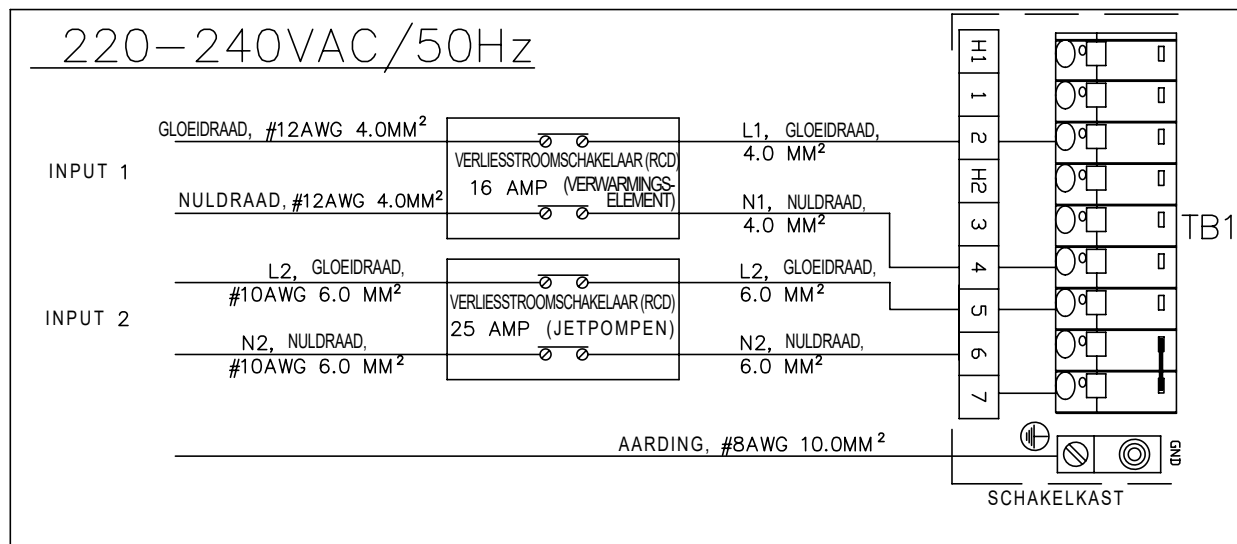 220-240VAC/50Hz
INPUT 1
GLOEIDRAAD, #12AWG 4.0MM²
NULDRAAD, #12AWG 4.0MM²
VERLIESSTROOMSCHAKELAAR (RCD)
16 AMP (VERWARMINGS-
ELEMENT)
L1, GLOEIDRAAD,
4.0 MM²
N1, NULDRAAD,
4.0 MM²
INPUT 2
L2, GLOEIDRAAD,
#10AWG 6.0 MM²
N2, NULDRAAD,
#10AWG 6.0 MM²
VERLIESSTROOMSCHAKELAAR (RCD)
25 AMP (JETPOMPEN)
L2, GLOEIDRAAD,
6.0 MM²
N2, NULDRAAD,
6.0 MM²
AARDING, #8AWG 10.0MM²
H1
1
2
H2
3
4
5
6
7
TB1
GND
SCHAKELKAST